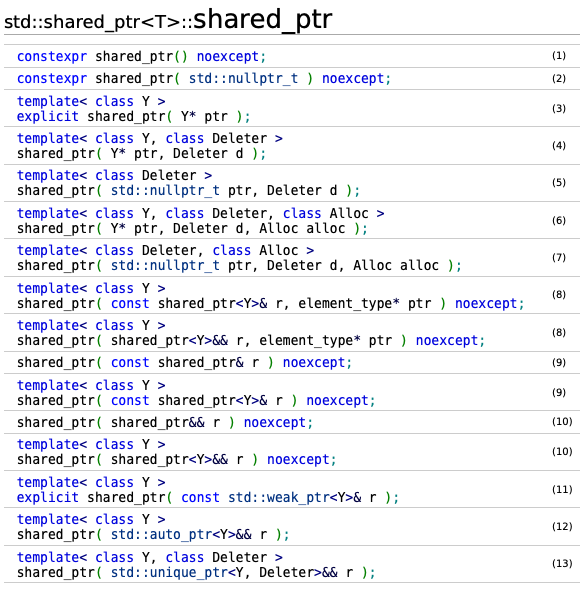 std::shared_ptr<T>::shared_ptr
constexpr shared_ptr() noexcept; (1)
constexpr shared_ptr( std::nullptr_t ) noexcept; (2)
template< class Y >
explicit shared_ptr( Y* ptr ); (3)
template< class Y, class Deleter >
shared_ptr( Y* ptr, Deleter d ); (4)
template< class Deleter >
shared_ptr( std::nullptr_t ptr, Deleter d ); (5)
template< class Y, class Deleter, class Alloc >
shared_ptr( Y* ptr, Deleter d, Alloc alloc ); (6)
template< class Deleter, class Alloc >
shared_ptr( std::nullptr_t ptr, Deleter d, Alloc alloc ); (7)
template< class Y >
shared_ptr( const shared_ptr<Y>& r, element_type* ptr ) noexcept; (8)
template< class Y >
shared_ptr( shared_ptr<Y>&& r, element_type* ptr ) noexcept; (8)
shared_ptr( const shared_ptr& r ) noexcept; (9)
template< class Y >
shared_ptr( const shared_ptr<Y>& r ) noexcept; (9)
shared_ptr( shared_ptr&& r ) noexcept; (10)
template< class Y >
shared_ptr( shared_ptr<Y>&& r ) noexcept; (10)
template< class Y >
explicit shared_ptr( const std::weak_ptr<Y>& r ); (11)
template< class Y >
shared_ptr( std::auto_ptr<Y>&& r ); (12)
template< class Y, class Deleter >
shared_ptr( std::unique_ptr<Y, Deleter>&& r ); (13)